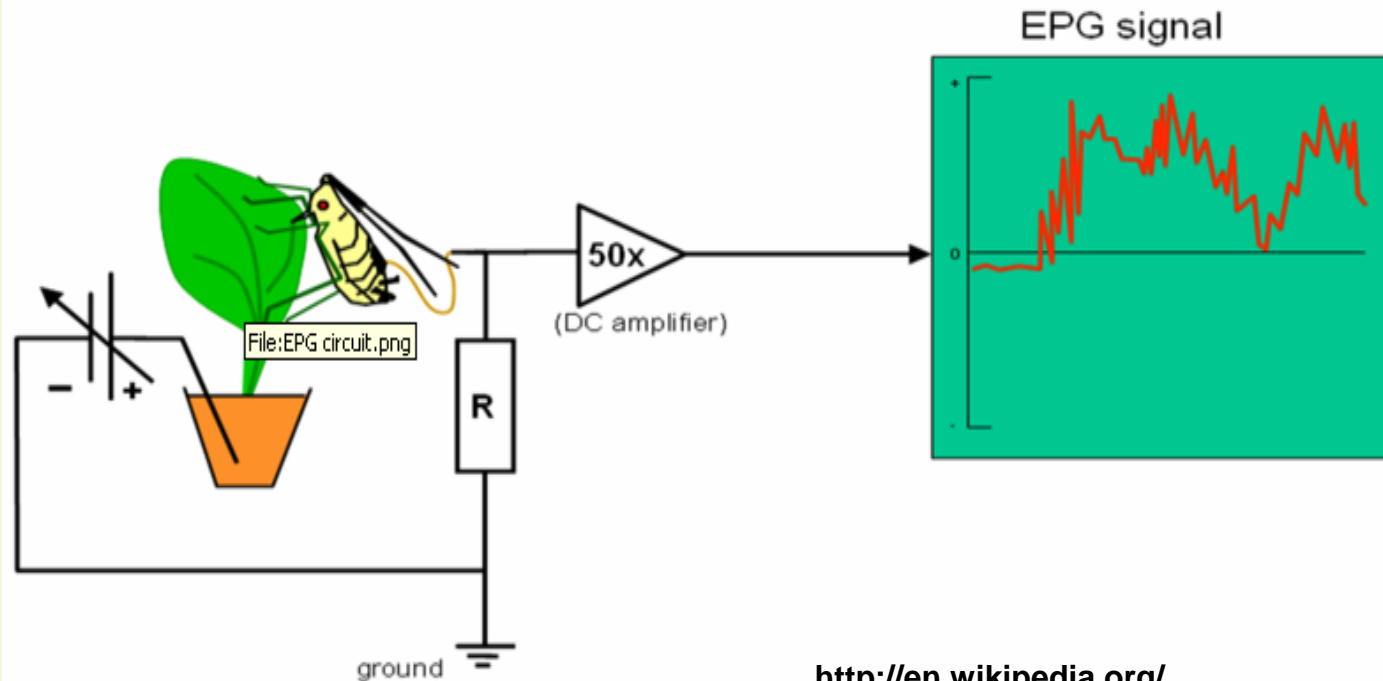 EPG signal
+
0
-
50x
(DC amplifier)
File:EPG circuit.png
− +
R
ground
http://en.wikipedia.org/